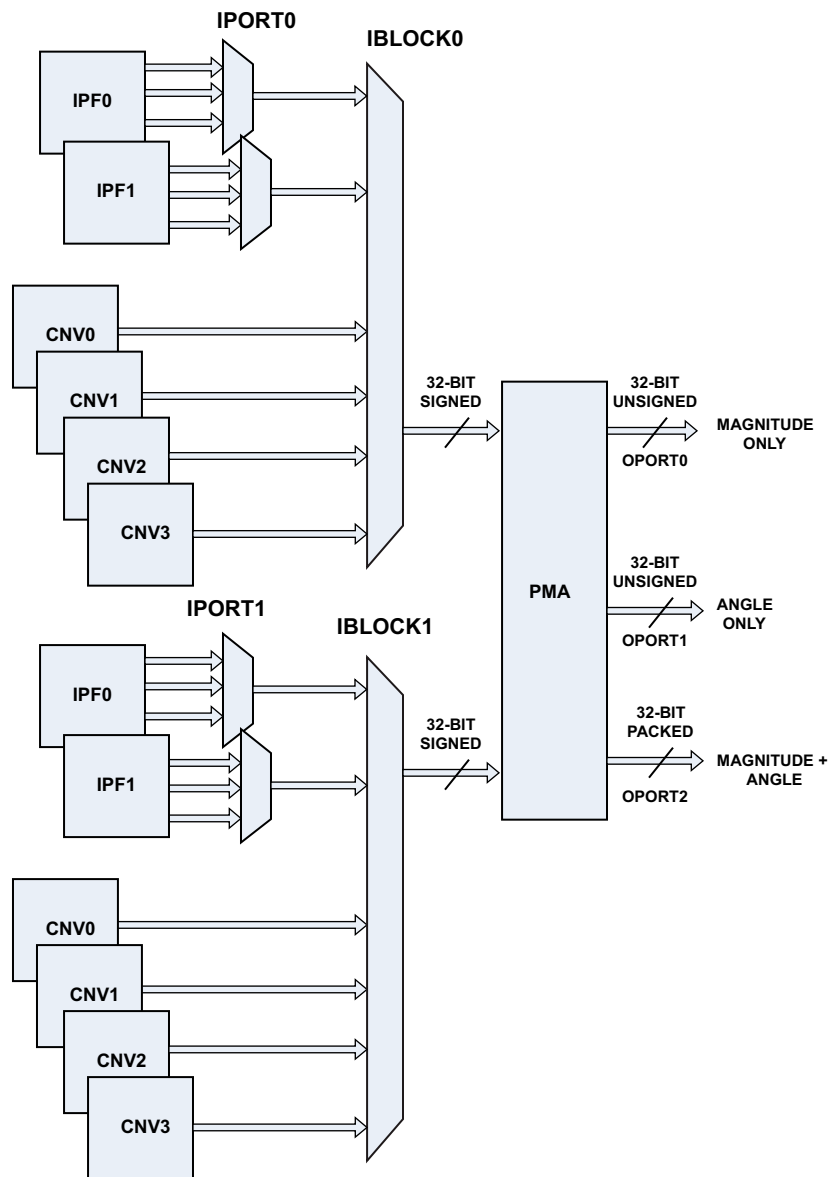 IPORT0
IBLOCK0
IPF0
IPF1
CNV0
CNV1
CNV2
CNV3
32-BIT
SIGNED
PMA
32-BIT
UNSIGNED
OPORT0
MAGNITUDE
ONLY
32-BIT
UNSIGNED
OPORT1
ANGLE
ONLY
IPORT1
IBLOCK1
IPF0
IPF1
CNV0
CNV1
CNV2
CNV3
32-BIT
SIGNED
32-BIT
PACKED
OPORT2
MAGNITUDE +
ANGLE